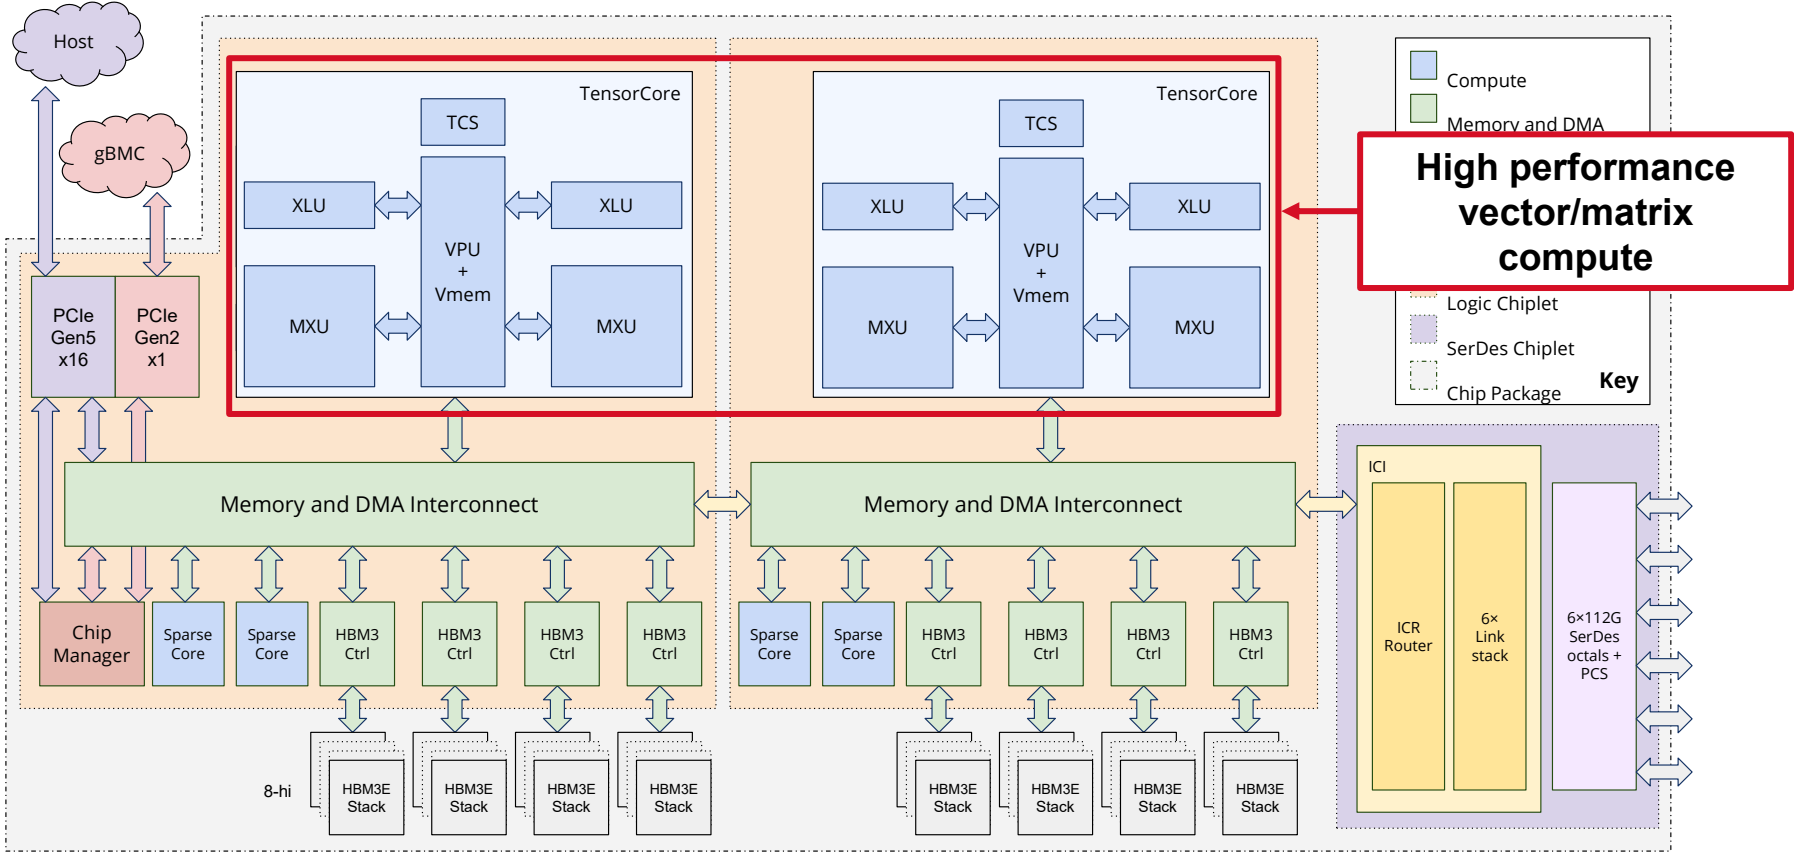 Host
gBMC
PCIe
Gen5
x16
PCIe
Gen2
x1
TensorCore
TCS
XLU
XLU
VPU
+
Vmem
MXU
MXU
TensorCore
TCS
XLU
XLU
VPU
+
Vmem
MXU
MXU
Compute
Memory and DMA
High performance
vector/matrix
compute
Logic Chiplet
SerDes Chiplet
Chip Package
Key
Memory and DMA Interconnect
Memory and DMA Interconnect
Chip
Manager
Sparse
Core
Sparse
Core
HBM3
Ctrl
HBM3
Ctrl
HBM3
Ctrl
HBM3
Ctrl
Sparse
Core
Sparse
Core
HBM3
Ctrl
HBM3
Ctrl
HBM3
Ctrl
HBM3
Ctrl
8-hi
HBM3E
Stack
HBM3E
Stack
HBM3E
Stack
HBM3E
Stack
HBM3E
Stack
HBM3E
Stack
HBM3E
Stack
HBM3E
Stack
ICI
ICR
Router
6×
Link
stack
6×112G
SerDes
octals +
PCS